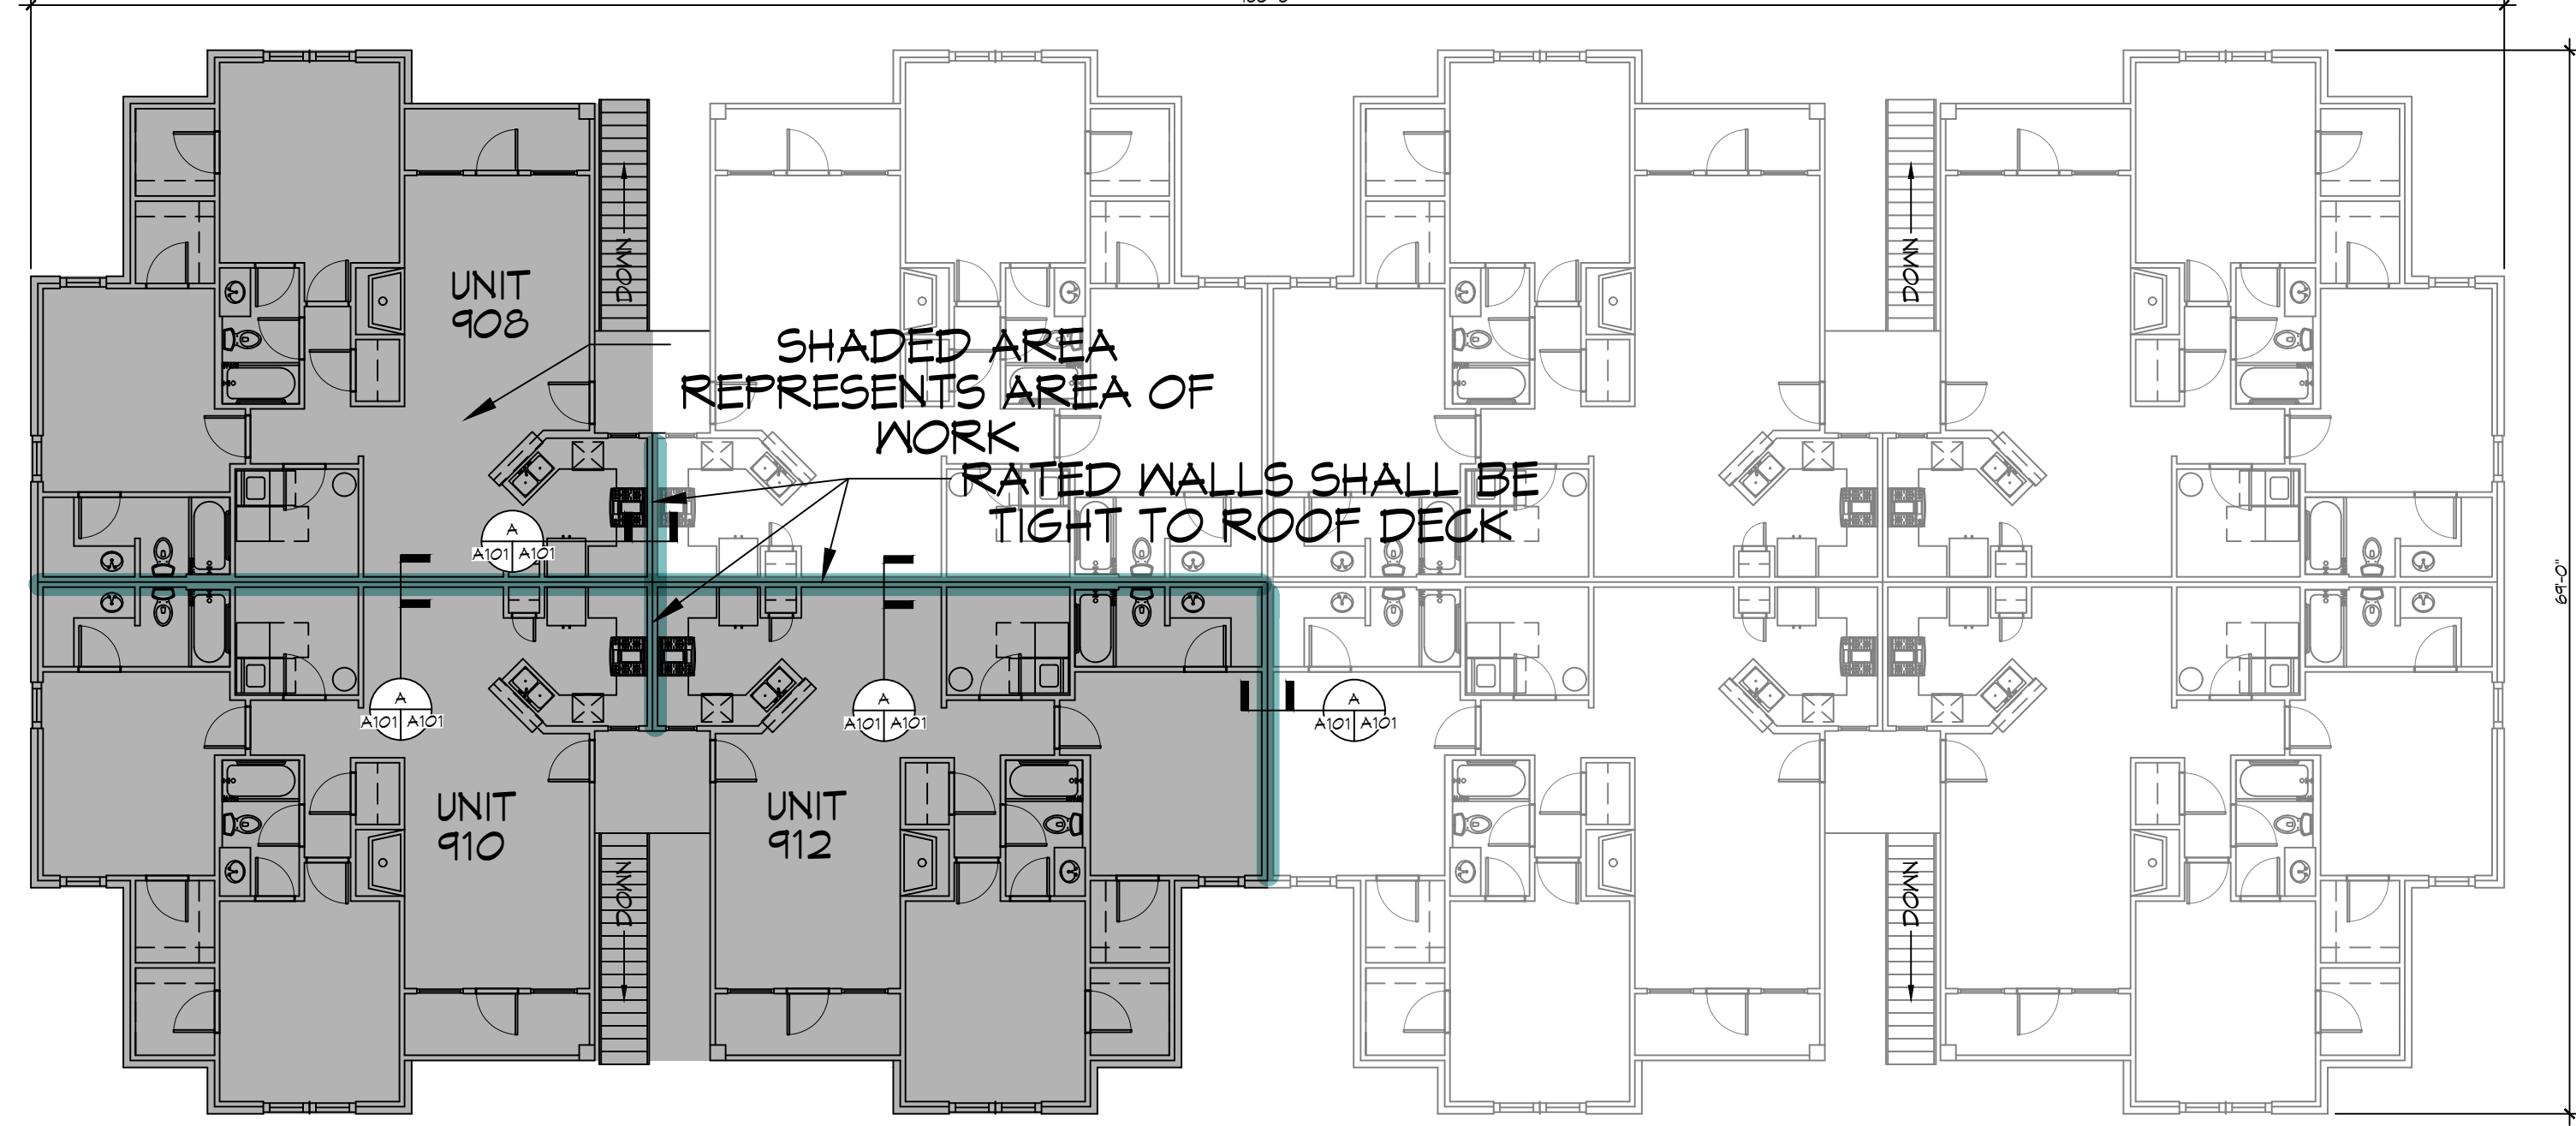 DOWN
DOWN
UNIT
908
SHADED AREA
REPRESENTS AREA OF
WORK
RATED WALLS SHALL BE
TIGHT TO ROOF DECK
A
A101 A101
69'-0"
A
A101 A101
A
A101 A101
A
A101 A101
UNIT
910
UNIT
912
DOWN
DOWN